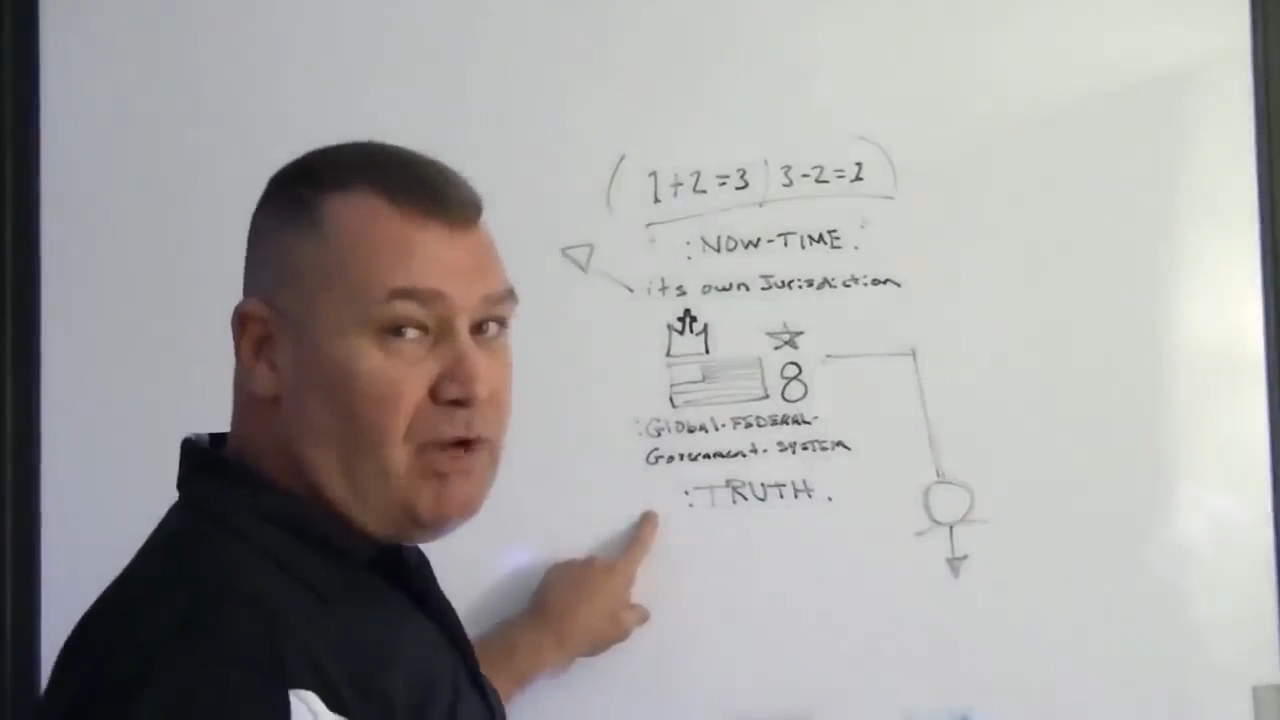 ( 1+2=3 | 3-2=1 )
: NOW-TIME.
its own Jurisdiction
8
:Global-FEDERAL-
Government-SYSTEM
:TRUTH.